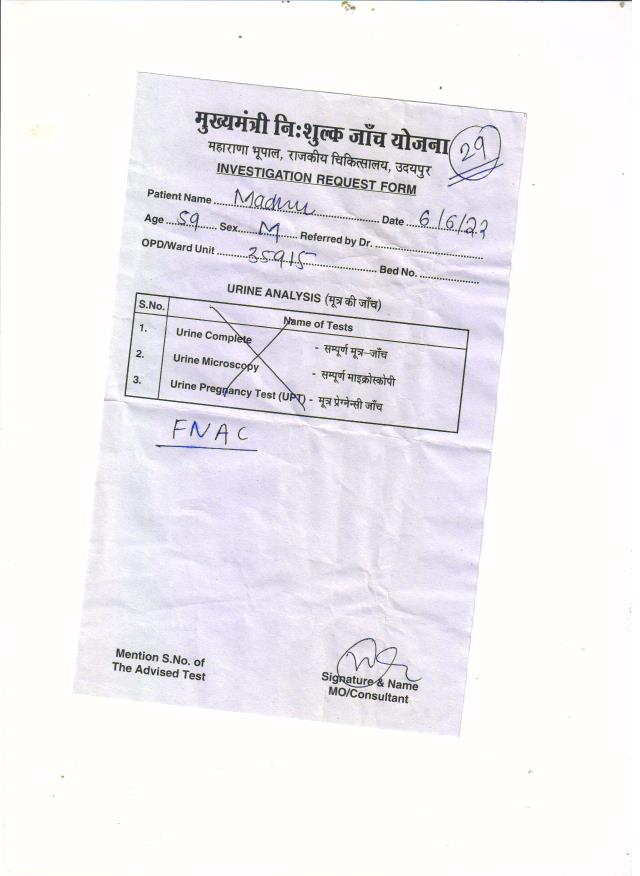 मुख्यमंत्री निःशुल्क जाँच योजना
29
महाराणा भूपाल, राजकीय चिकित्सालय, उदयपुर
INVESTIGATION REQUEST FORM
Patient Name ........ Madhu ........ Date .... 6/6/22
Age .... 59 .... Sex .... M .... Referred by Dr. ................
OPD/Ward Unit ........ 35915 ........ Bed No. ................
URINE ANALYSIS (मूत्र की जाँच)
S.No. Name of Tests
1. Urine Complete - सम्पूर्ण मूत्र–जाँच
2. Urine Microscopy - सम्पूर्ण माइक्रोस्कोपी
3. Urine Pregnancy Test (UPT) - मूत्र प्रेग्नेन्सी जाँच
FNAC
Mention S.No. of
The Advised Test
Signature & Name
MO/Consultant